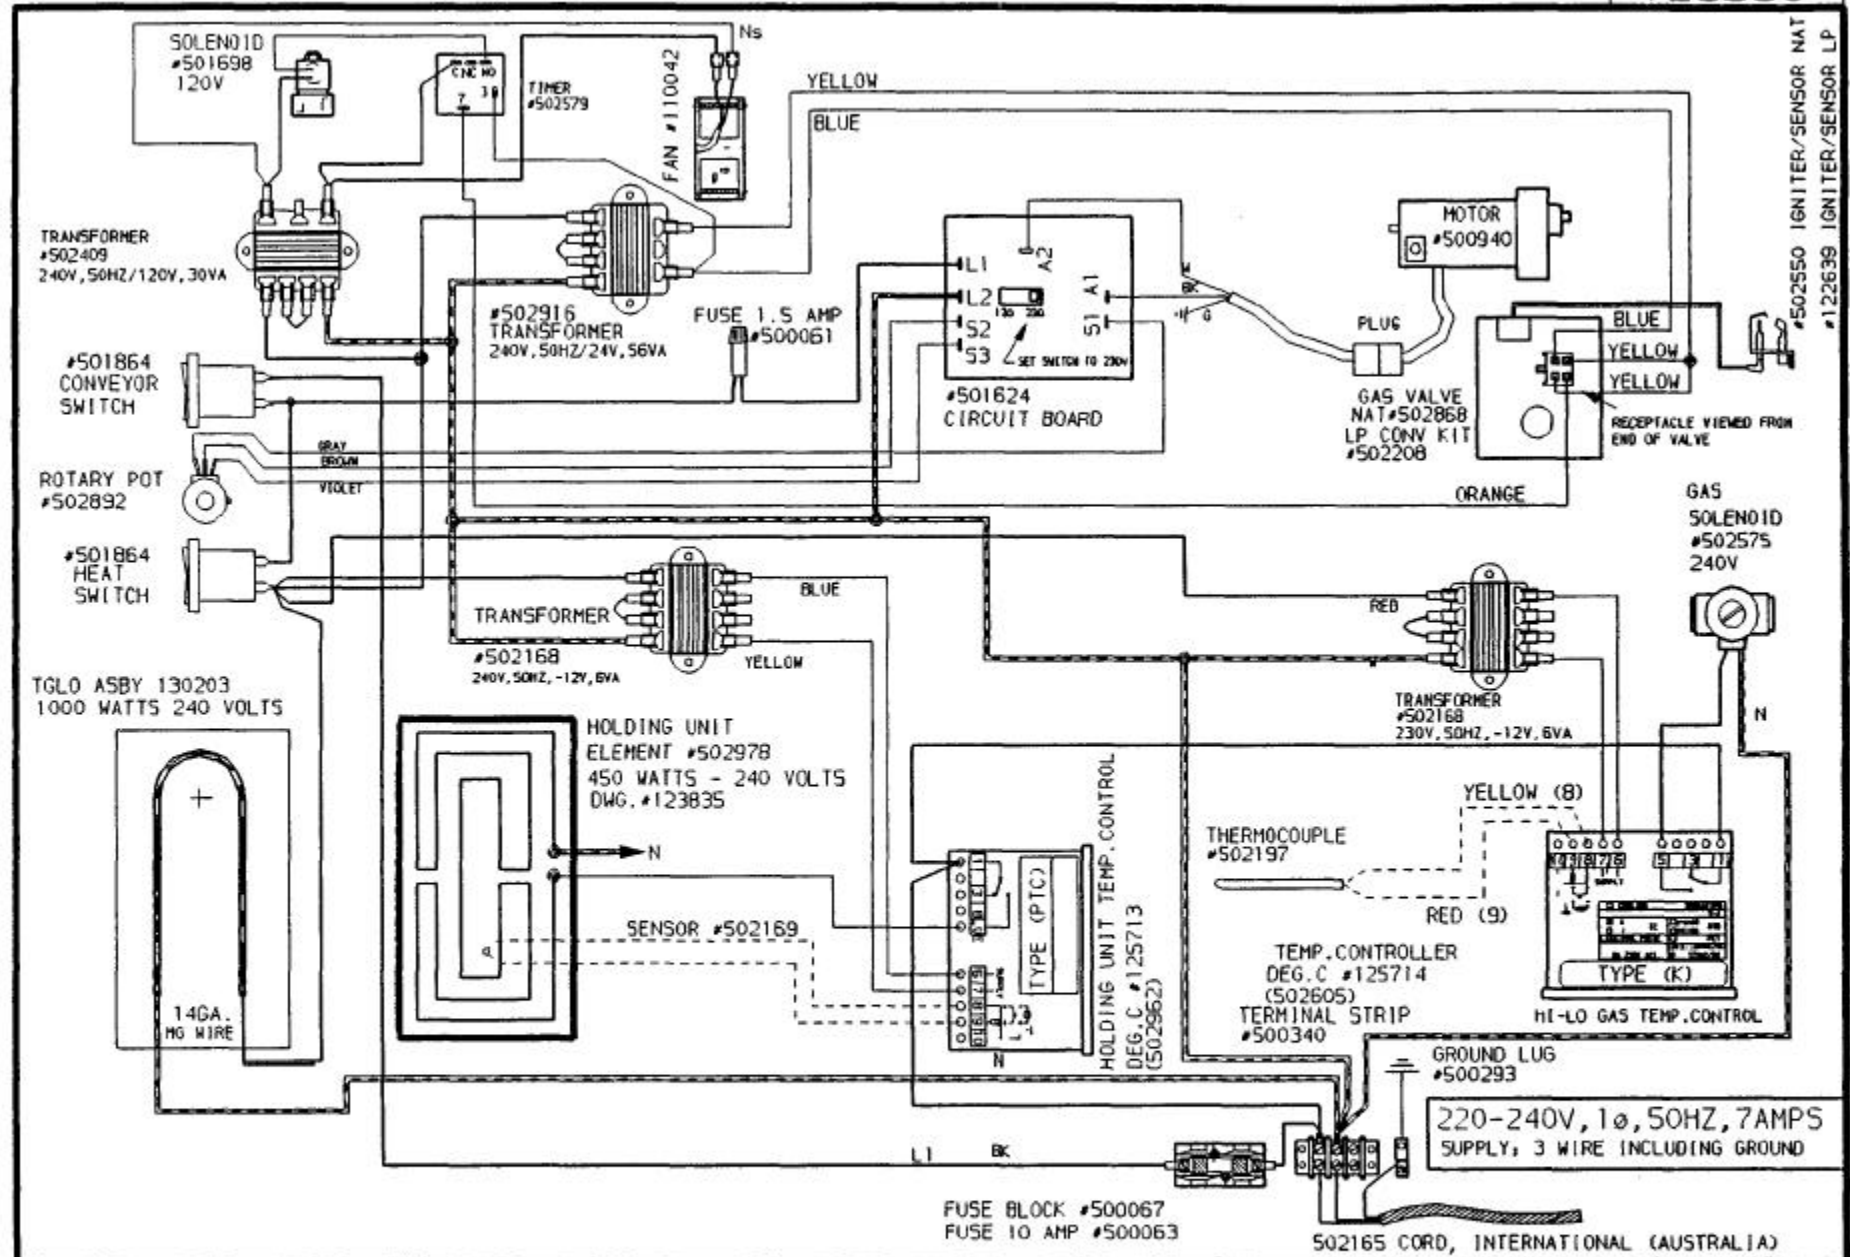 SOLENOID
#501698
120V
C NC NO
7
3
TIMER
#502579
Ns
FAN #110042
YELLOW
BLUE
#502550 IGNITER/SENSOR NAT
#122639 IGNITER/SENSOR LP
TRANSFORMER
#502409
240V,50HZ/120V,30VA
#502916
TRANSFORMER
240V,50HZ/24V,56VA
FUSE 1.5 AMP
#500061
L1
L2
S2
S3
A2
A1
S1
SET SWITCH TO 230V
#501624
CIRCUIT BOARD
W
BK
G
PLUG
MOTOR
#500940
BLUE
YELLOW
YELLOW
GAS VALVE
NAT#502868
LP CONV KIT
#502208
RECEPTACLE VIEWED FROM
END OF VALVE
#501864
CONVEYOR
SWITCH
GRAY
BROWN
VIOLET
ROTARY POT
#502892
ORANGE
GAS
SOLENOID
#502575
240V
#501864
HEAT
SWITCH
BLUE
TRANSFORMER
YELLOW
#502168
240V,50HZ,-12V,6VA
RED
TRANSFORMER
#502168
230V,50HZ,-12V,6VA
N
TGLO ASBY 130203
1000 WATTS 240 VOLTS
14GA.
MG WIRE
HOLDING UNIT
ELEMENT #502978
450 WATTS - 240 VOLTS
DWG.#123835
N
SENSOR #502169
TYPE (PTC)
N
HOLDING UNIT TEMP.CONTROL
DEG.C #125713
(502962)
YELLOW (8)
THERMOCOUPLE
#502197
RED (9)
SUPPLY
TYPE (K)
HI-LO GAS TEMP.CONTROL
TEMP.CONTROLLER
DEG.C #125714
(502605)
TERMINAL STRIP
#500340
GROUND LUG
#500293
220-240V,1ø,50HZ,7AMPS
SUPPLY; 3 WIRE INCLUDING GROUND
L1
BK
FUSE BLOCK #500067
FUSE 10 AMP #500063
502165 CORD, INTERNATIONAL (AUSTRALIA)